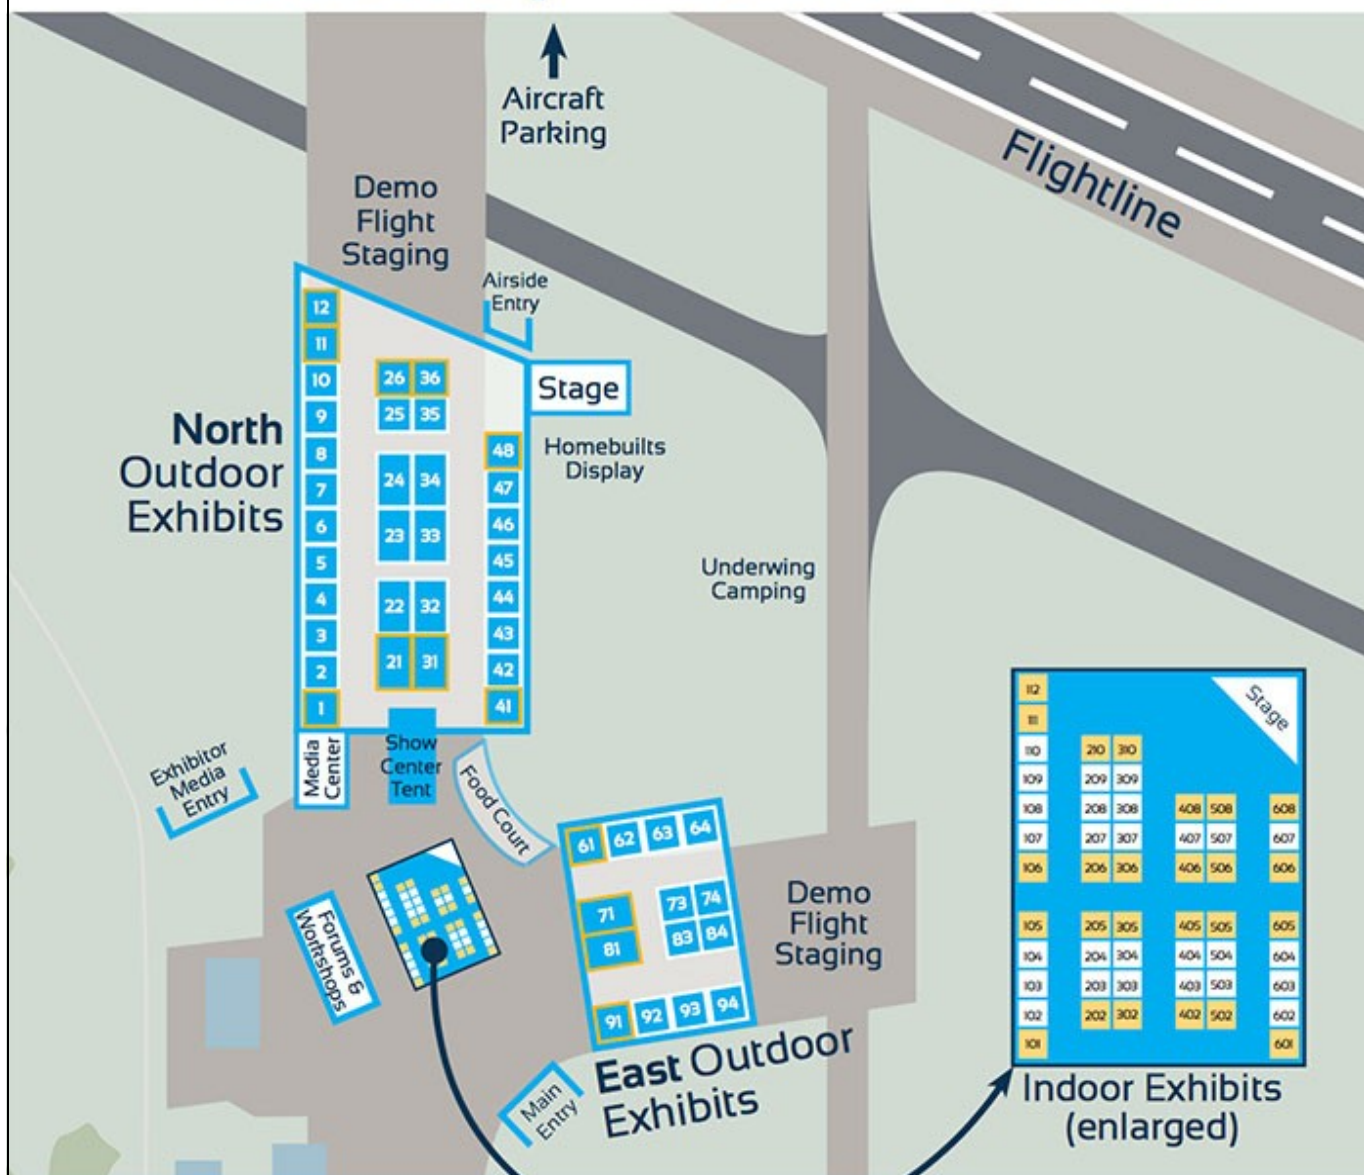 Aircraft
Parking
Flightline
Demo
Flight
Staging
Airside
Entry
Stage
Homebuilts
Display
North
Outdoor
Exhibits
12
11
10
9
8
7
6
5
4
3
2
1
26 36
25 35
24 34
23 33
22 32
21 31
48
47
46
45
44
43
42
41
Underwing
Camping
Media
Center
Show
Center
Tent
Food Court
Exhibitor
Media
Entry
Forums &
Workshops
61 62 63 64
71 73 74
81 83 84
91 92 93 94
Demo
Flight
Staging
East Outdoor
Exhibits
Main
Entry
Stage
112
111
110 210 310
109 209 309
108 208 308 408 508 608
107 207 307 407 507 607
106 206 306 406 506 606
105 205 305 405 505 605
104 204 304 404 504 604
103 203 303 403 503 603
102 202 302 402 502 602
101 601
Indoor Exhibits
(enlarged)